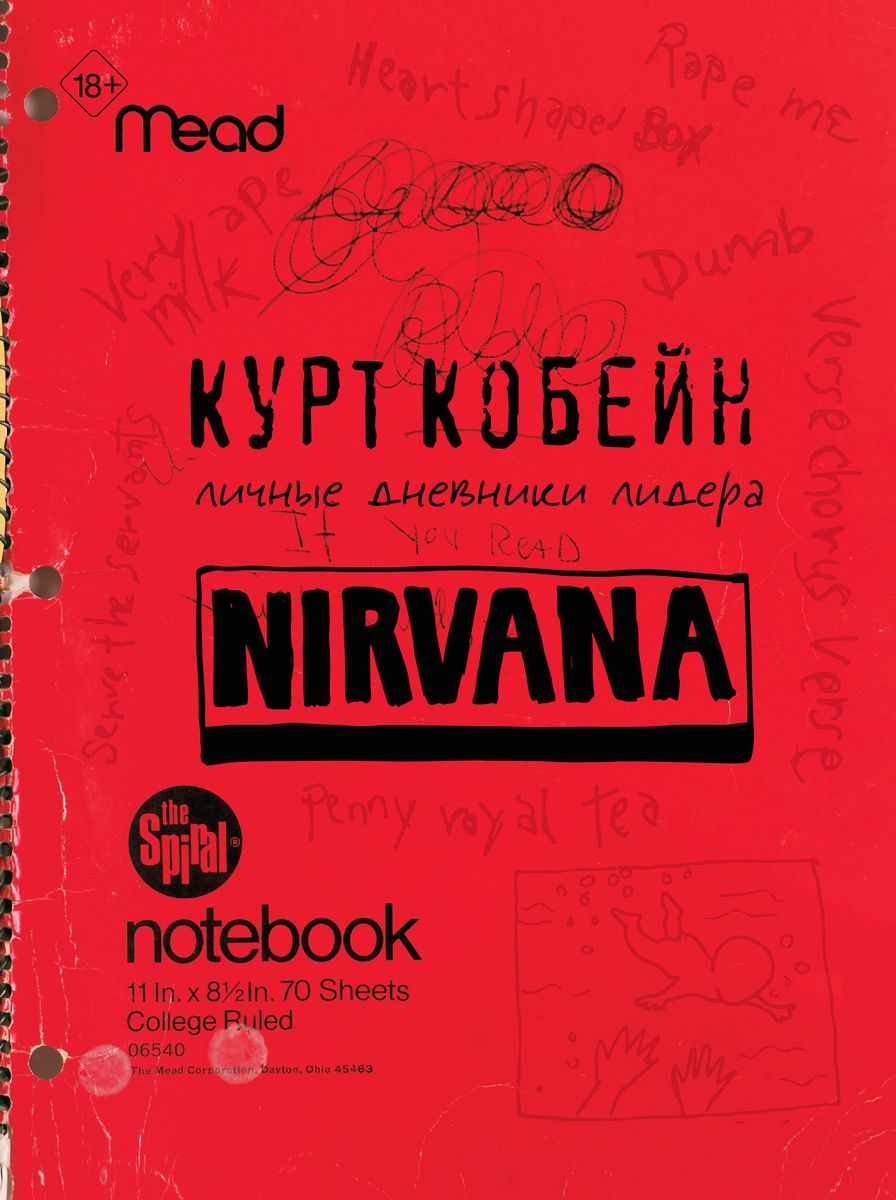 18+
Mead
Heart shaped Box
Rape me
Very ape
milk
Dumb
КУРТ КОБЕЙН
личные дневники лидера
If You READ
NIRVANA
Serve the Servants
Verse chorus Verse
Penny royal tea
the
Spiral®
notebook
11 In. x 8½ In. 70 Sheets
College Ruled
06540
The Mead Corporation, Dayton, Ohio 45463